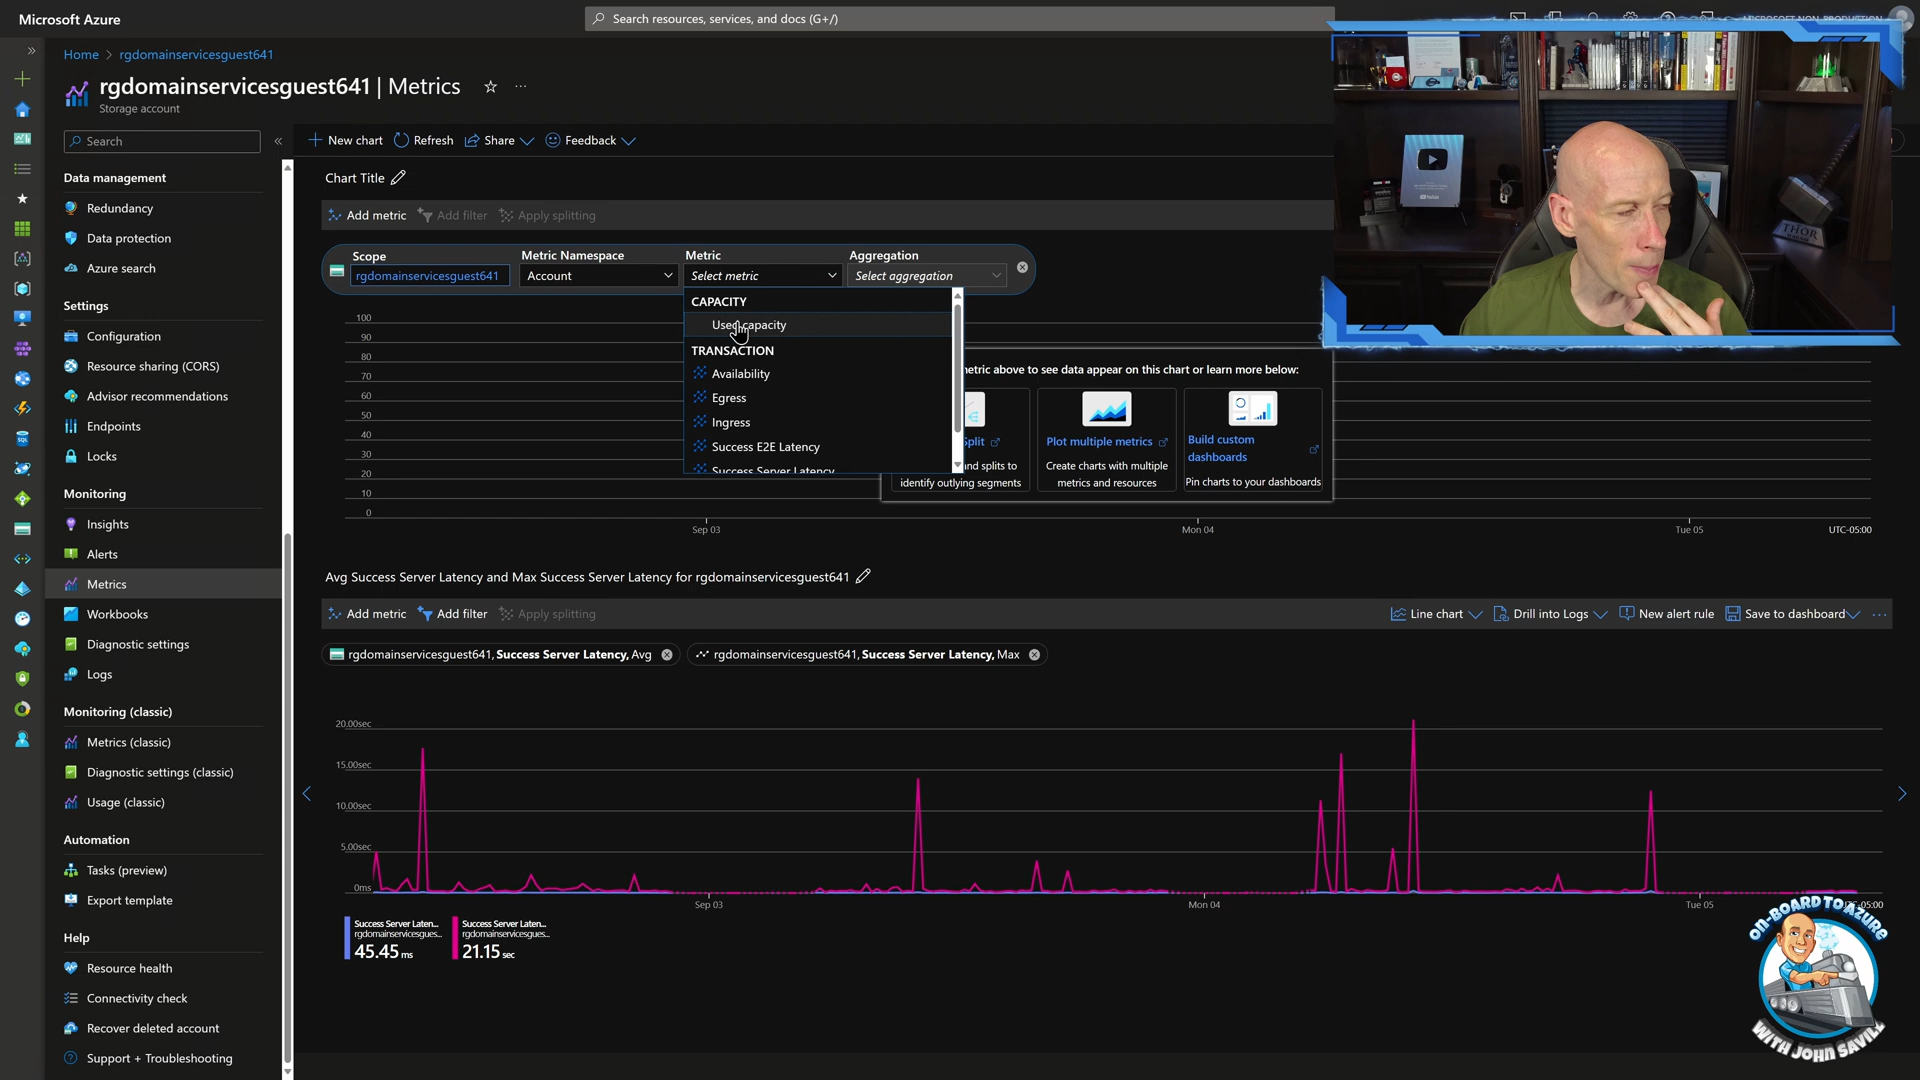 Microsoft Azure
Search resources, services, and docs (G+/)
Home > rgdomainservicesguest641
rgdomainservicesguest641 | Metrics
Storage account
Search
New chart
Refresh
Share
Feedback
Data management
Redundancy
Data protection
Azure search
Settings
Configuration
Resource sharing (CORS)
Advisor recommendations
Endpoints
Locks
Monitoring
Insights
Alerts
Metrics
Workbooks
Diagnostic settings
Logs
Monitoring (classic)
Metrics (classic)
Diagnostic settings (classic)
Usage (classic)
Automation
Tasks (preview)
Export template
Help
Resource health
Connectivity check
Recover deleted account
Support + Troubleshooting
Chart Title
Add metric
Add filter
Apply splitting
Scope
rgdomainservicesguest641
Metric Namespace
Account
Metric
Select metric
Aggregation
Select aggregation
CAPACITY
Used capacity
TRANSACTION
Availability
Egress
Ingress
Success E2E Latency
Success Server Latency
100
90
80
70
60
50
40
30
20
10
0
metric above to see data appear on this chart or learn more below:
Split
and splits to
identify outlying segments
Plot multiple metrics
Create charts with multiple
metrics and resources
Build custom
dashboards
Pin charts to your dashboards
Sep 03
Mon 04
Tue 05
UTC-05:00
Avg Success Server Latency and Max Success Server Latency for rgdomainservicesguest641
Add metric
Add filter
Apply splitting
Line chart
Drill into Logs
New alert rule
Save to dashboard
rgdomainservicesguest641, Success Server Latency, Avg
rgdomainservicesguest641, Success Server Latency, Max
20.00sec
15.00sec
10.00sec
5.00sec
0ms
Sep 03
Mon 04
Tue 05
UTC-05:00
Success Server Laten...
rgdomainservicesgues...
45.45 ms
Success Server Laten...
rgdomainservicesgues...
21.15 sec
THOR
ON-BOARD TO AZURE
WITH JOHN SAVILL